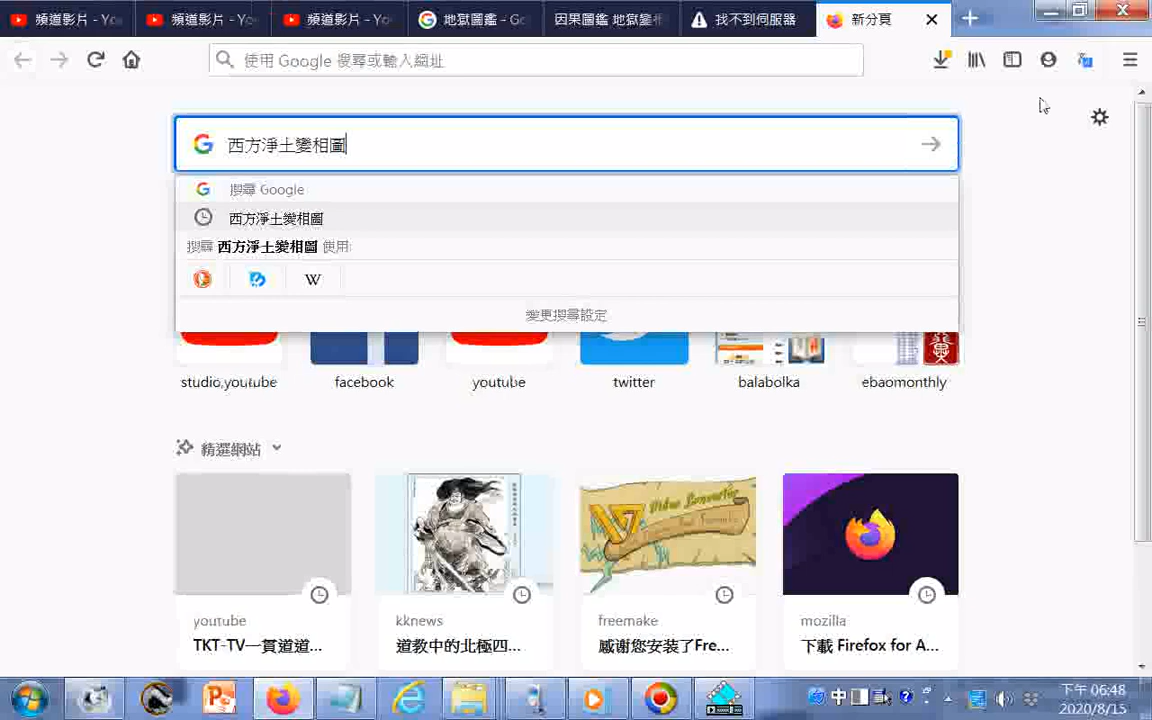 頻道影片 - Yo
頻道影片 - Yo
頻道影片 - Yo
地獄圖鑑 - Go
因果圖鑑 地獄變相
找不到伺服器
新分頁
使用 Google 搜尋或輸入網址
西方淨土變相圖
搜尋 Google
西方淨土變相圖
搜尋 西方淨土變相圖 使用:
W
變更搜尋設定
studio.youtube
facebook
youtube
twitter
balabolka
ebaomonthly
精選網站
youtube
TKT-TV一貫道道...
kknews
道教中的北極四...
Video Converter
freemake
感謝您安裝了Fre...
mozilla
下載 Firefox for A...
中
下午 06:48
2020/8/15